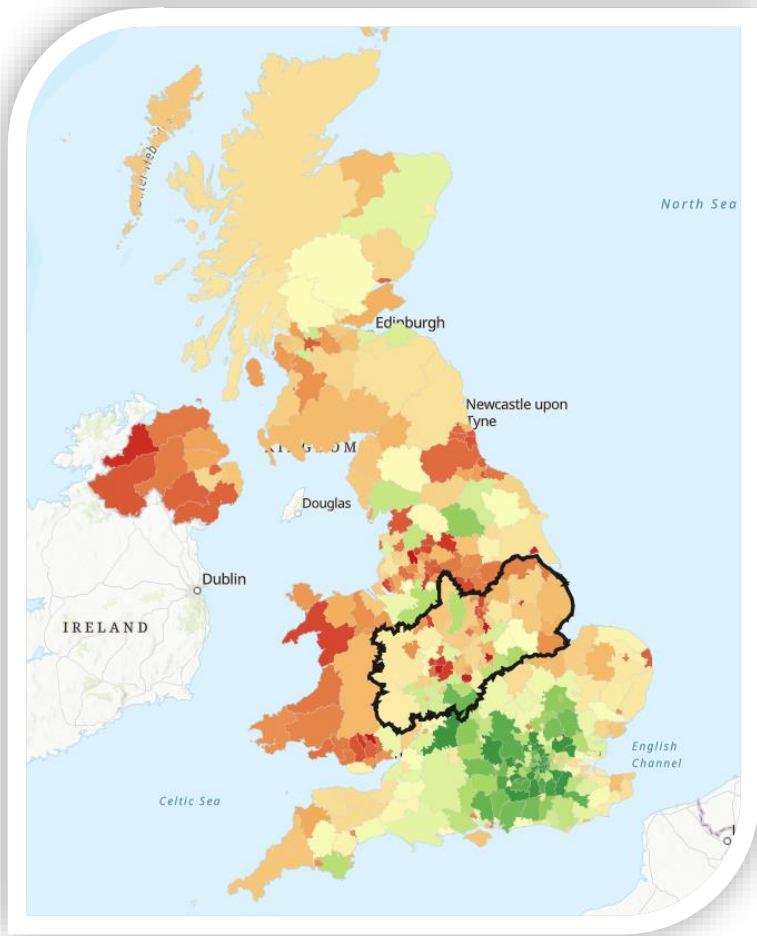 North Sea
Edinburgh
Newcastle upon
Tyne
Douglas
Dublin
IRELAND
English
Channel
Celtic Sea